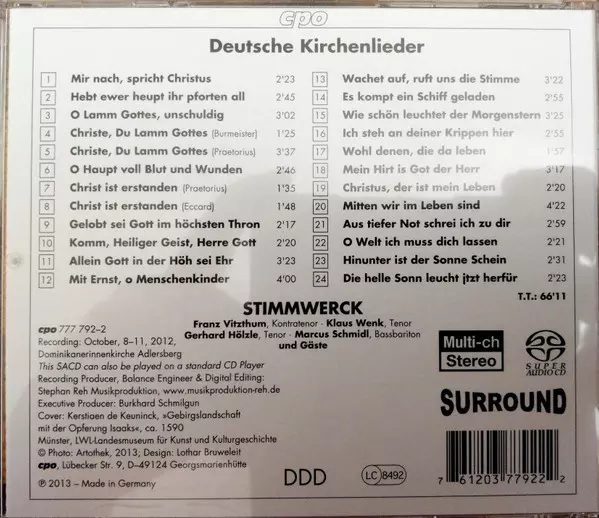 cpo
Deutsche Kirchenlieder
1 Mir nach, spricht Christus 2'23
2 Hebt ewer heupt ihr pforten all 2'45
3 O Lamm Gottes, unschuldig 3'02
4 Christe, Du Lamm Gottes (Burmeister) 1'25
5 Christe, Du Lamm Gottes (Praetorius) 3'37
6 O Haupt voll Blut und Wunden 2'46
7 Christ ist erstanden (Praetorius) 1'35
8 Christ ist erstanden (Eccard) 1'48
9 Gelobt sei Gott im höchsten Thron 2'17
10 Komm, Heiliger Geist, Herre Gott 2'20
11 Allein Gott in der Höh sei Ehr 3'23
12 Mit Ernst, o Menschenkinder 4'00
13 Wachet auf, ruft uns die Stimme 3'22
14 Es kompt ein Schiff geladen 2'55
15 Wie schön leuchtet der Morgenstern 3'25
16 Ich steh an deiner Krippen hier 2'55
17 Wohl denen, die da leben 1'57
18 Mein Hirt is Got der Herr 3'17
19 Christus, der ist mein Leben 2'20
20 Mitten wir im Leben sind 4'22
21 Aus tiefer Not schrei ich zu dir 2'59
22 O Welt ich muss dich lassen 2'21
23 Hinunter ist der Sonne Schein 2'31
24 Die helle Sonn leucht jtzt herfür 2'23
T.T.: 66'11
STIMMWERCK
Franz Vitzthum, Kontratenor · Klaus Wenk, Tenor
Gerhard Hölzle, Tenor · Marcus Schmidl, Bassbariton
und Gäste
cpo 777 792-2
Recording: October, 8–11, 2012,
Dominikanerinnenkirche Adlersberg
This SACD can also be played on a standard CD Player
Recording Producer, Balance Engineer & Digital Editing:
Stephan Reh Musikproduktion, www.musikproduktion-reh.de
Executive Producer: Burkhard Schmilgun
Cover: Kerstiaen de Keuninck, »Gebirgslandschaft
mit der Opferung Isaaks«, ca. 1590
Münster, LWL-Landesmuseum für Kunst und Kulturgeschichte
© Photo: Artothek, 2013; Design: Lothar Bruweleit
cpo, Lübecker Str. 9, D–49124 Georgsmarienhütte
℗ 2013 – Made in Germany
DDD
LC 8492
Multi-ch
Stereo
SUPER
AUDIO CD
SURROUND
7 61203 77922 2